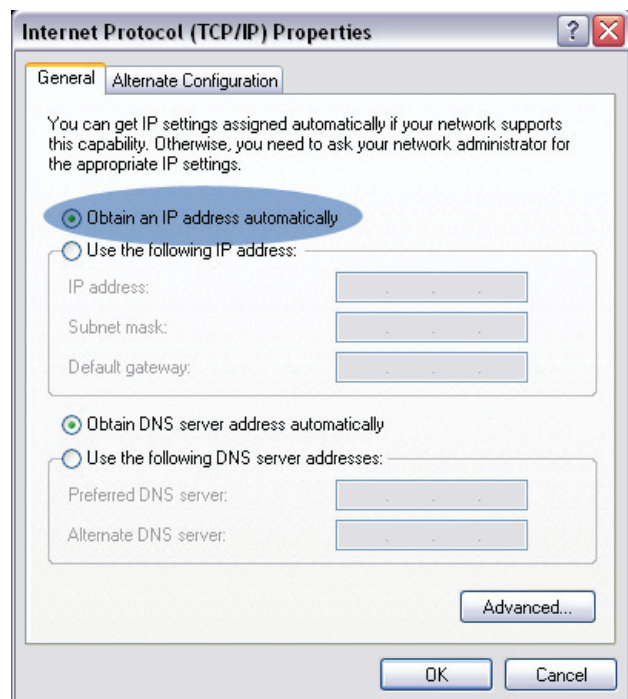 Internet Protocol (TCP/IP) Properties
General
Alternate Configuration
You can get IP settings assigned automatically if your network supports
this capability. Otherwise, you need to ask your network administrator for
the appropriate IP settings.
Obtain an IP address automatically
Use the following IP address:
IP address:
Subnet mask:
Default gateway:
Obtain DNS server address automatically
Use the following DNS server addresses:
Preferred DNS server:
Alternate DNS server:
Advanced...
OK
Cancel